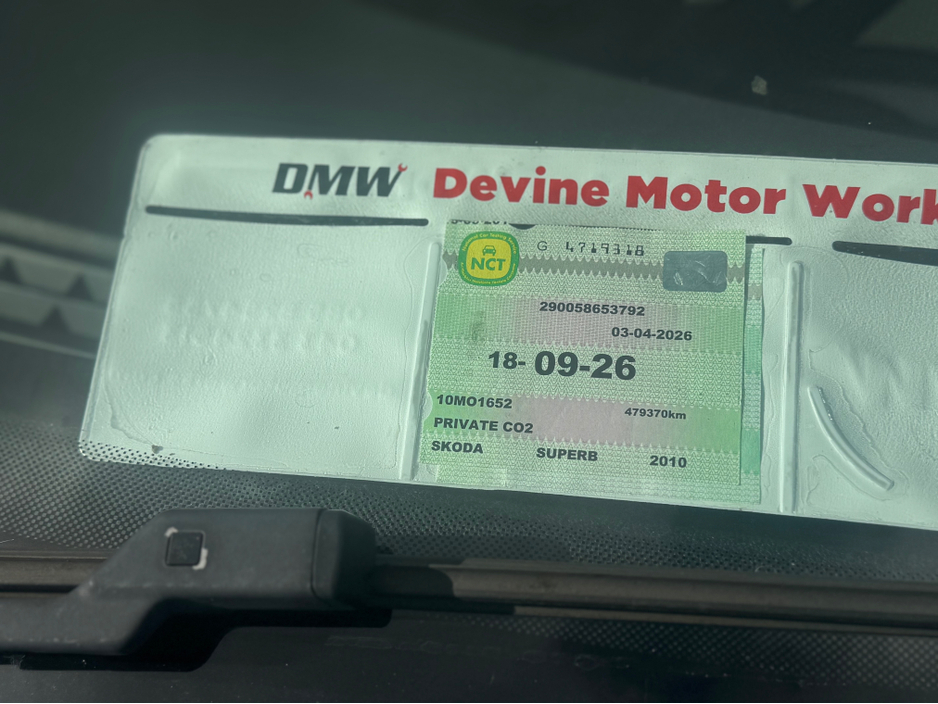 DMW Devine Motor Work
G 4719318
NCT
290058653792
03-04-2026
18-09-26
10MO1652
479370km
PRIVATE CO2
SKODA SUPERB 2010